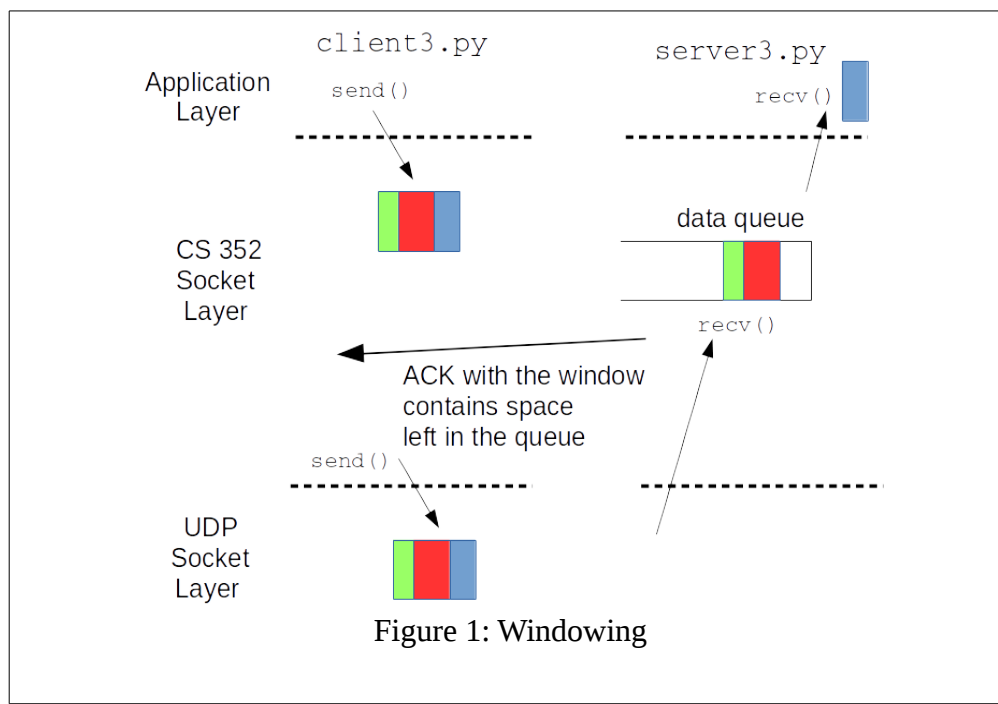 client3.py
server3.py
Application
Layer
send()
recv()
data queue
CS 352
Socket
Layer
recv()
ACK with the window
contains space
left in the queue
send()
UDP
Socket
Layer
Figure 1: Windowing